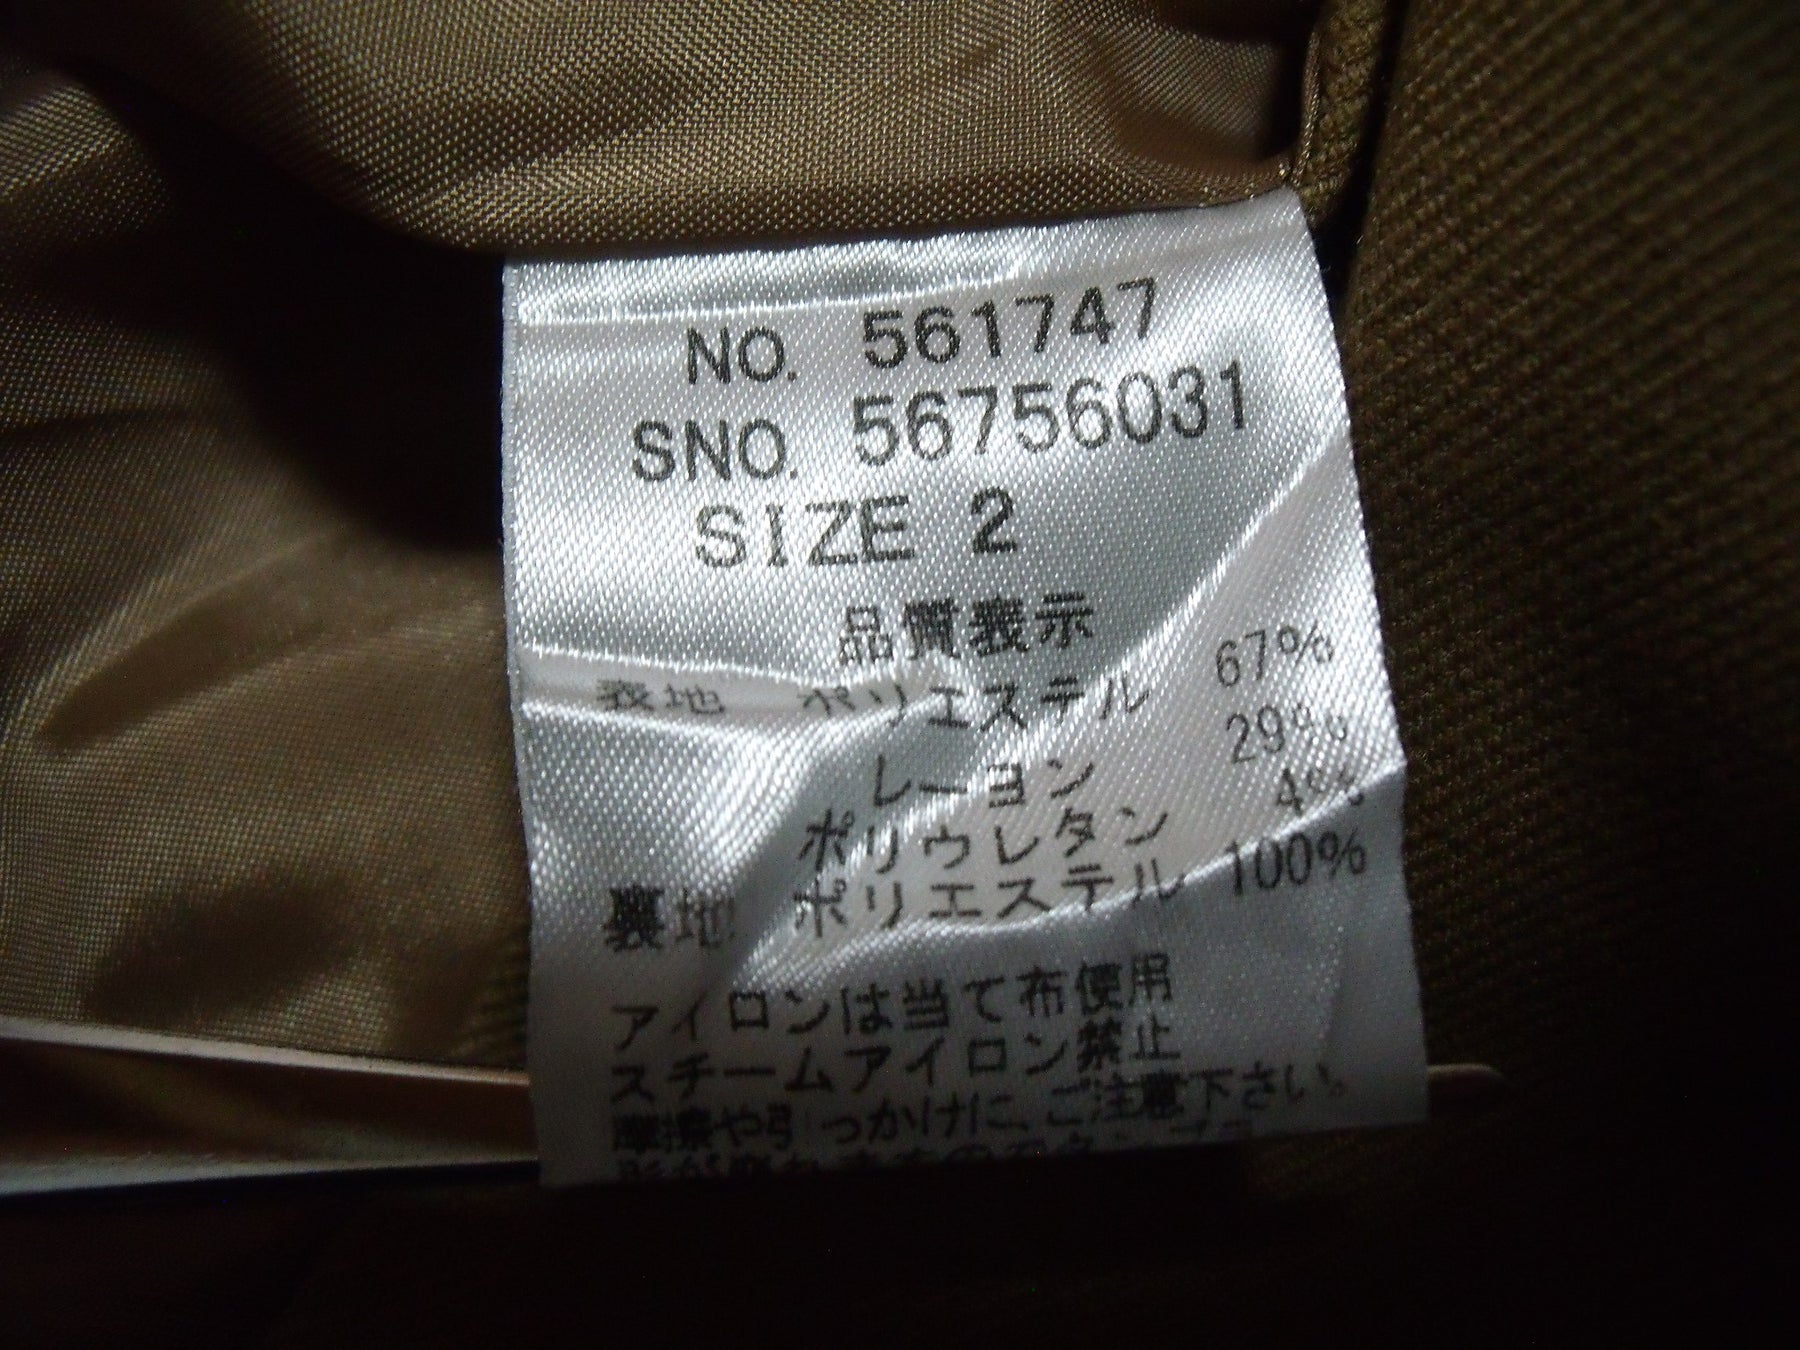 NO. 561747
SNO. 56756031
SIZE 2
品質表示
表地 ポリエステル 67%
レーヨン 29%
ポリウレタン 4%
裏地 ポリエステル 100%
アイロンは当て布使用
スチームアイロン禁止
摩擦や引っかけに、ご注意下さい。